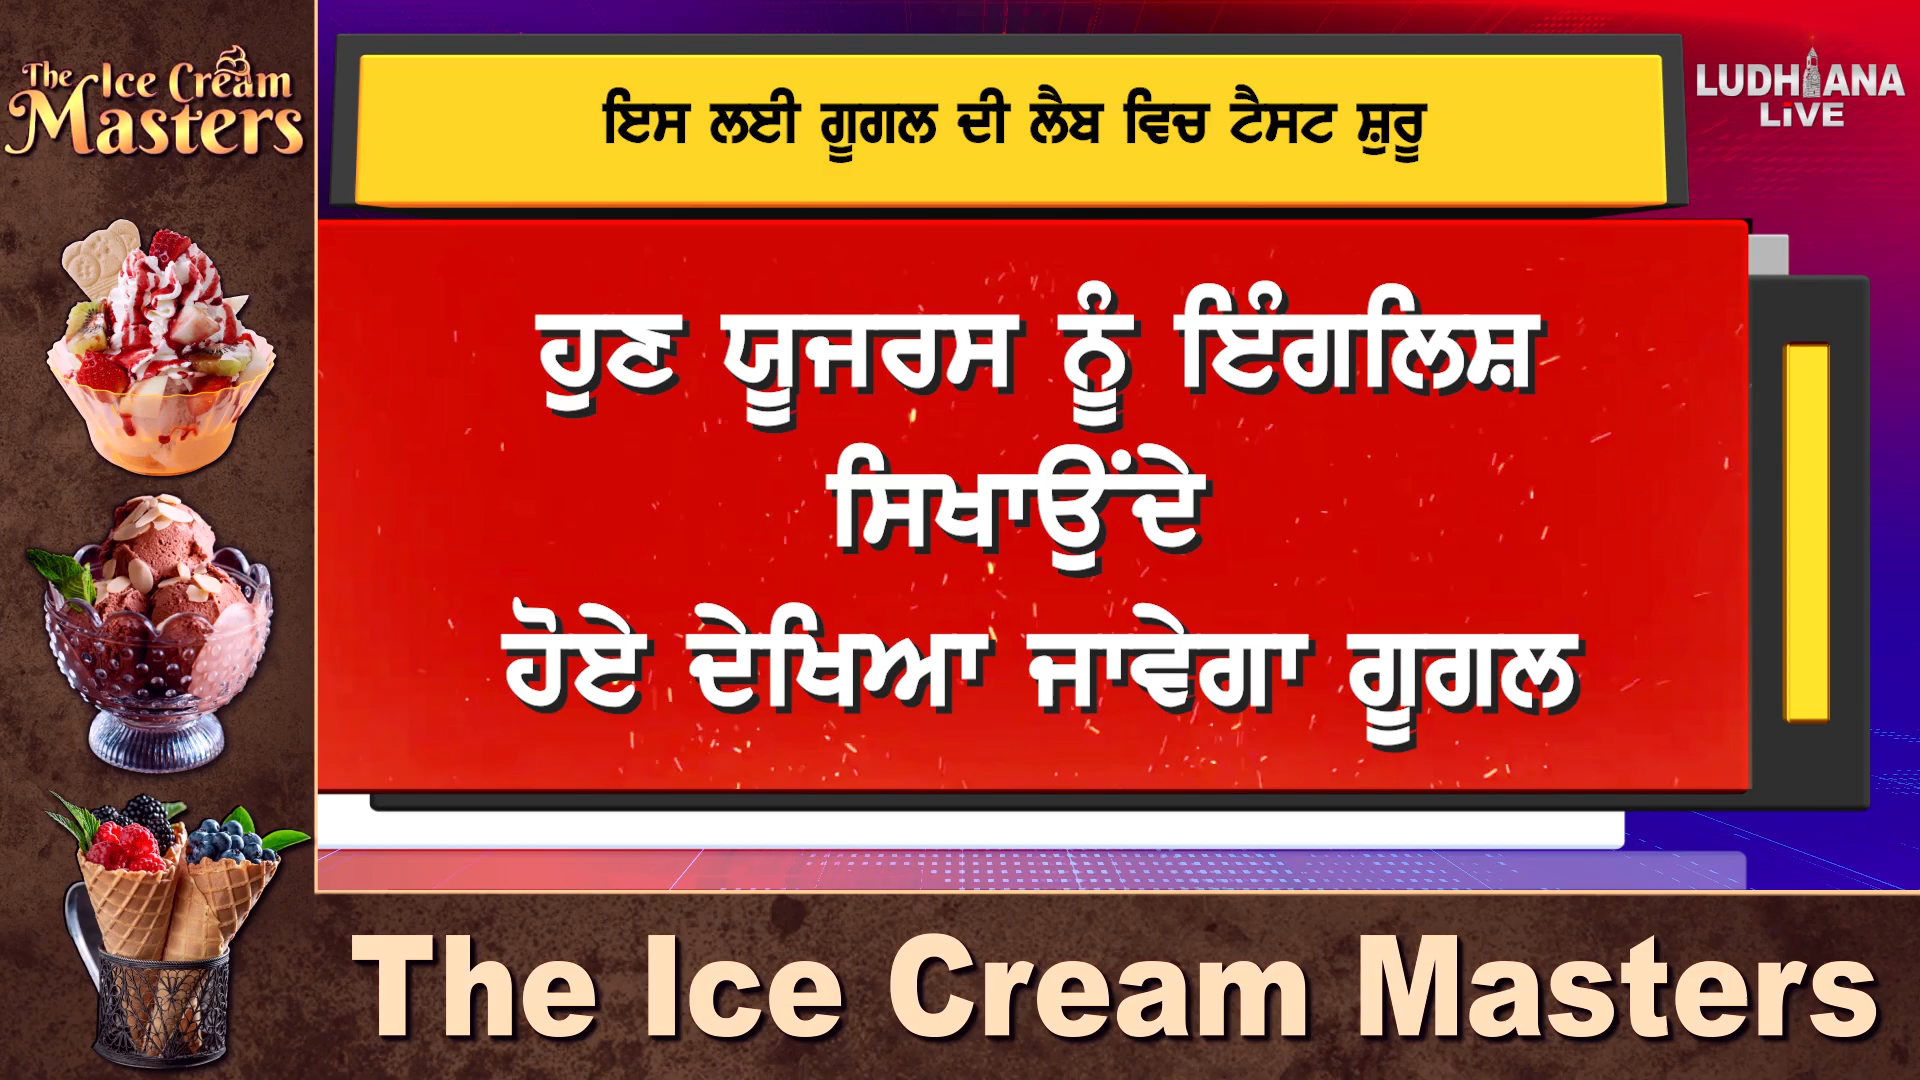 The Ice Cream
Masters
ਇਸ ਲਈ ਗੂਗਲ ਦੀ ਲੈਬ ਵਿਚ ਟੈਸਟ ਸ਼ੁਰੂ
LUDHIANA
LiVE
ਹੁਣ ਯੂਜਰਸ ਨੂੰ ਇੰਗਲਿਸ਼
ਸਿਖਾਉਂਦੇ
ਹੋਏ ਦੇਖਿਆ ਜਾਵੇਗਾ ਗੂਗਲ
The Ice Cream Masters